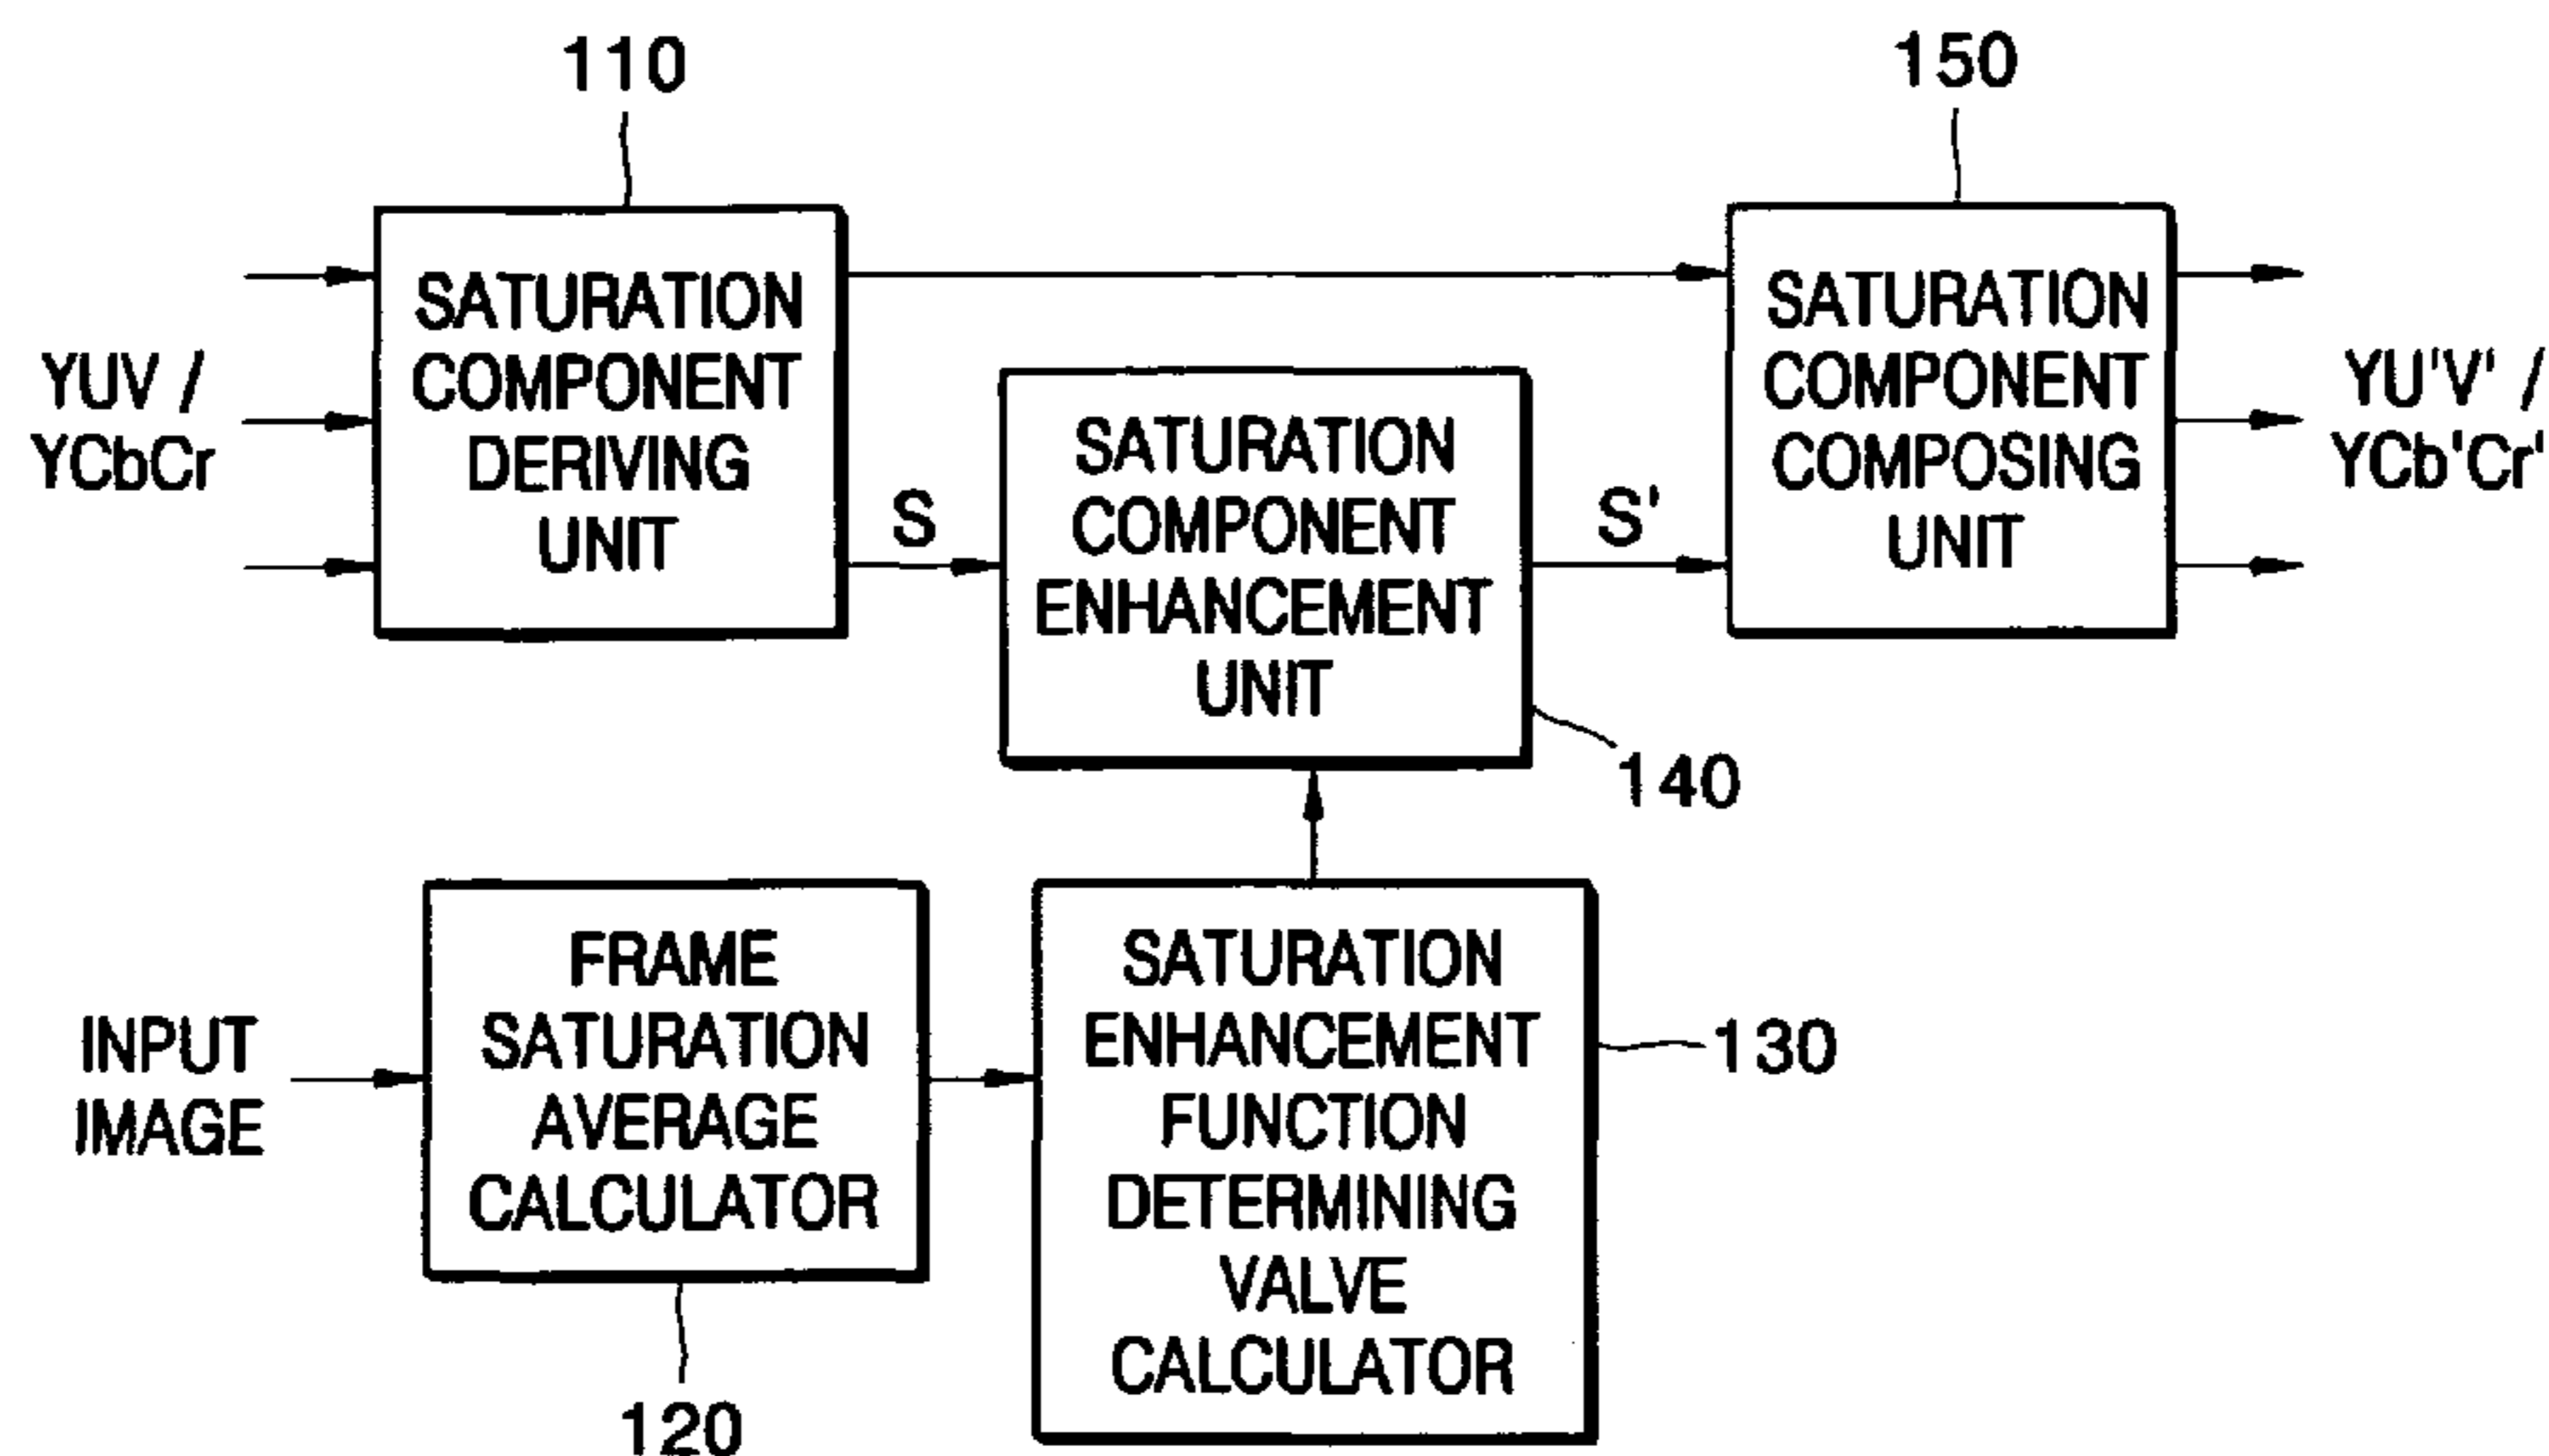 110
150
YUV /
YCbCr
SATURATION
COMPONENT
DERIVING
UNIT
S
SATURATION
COMPONENT
ENHANCEMENT
UNIT
140
S'
SATURATION
COMPONENT
COMPOSING
UNIT
YU'V' /
YCb'Cr'
INPUT
IMAGE
FRAME
SATURATION
AVERAGE
CALCULATOR
120
SATURATION
ENHANCEMENT
FUNCTION
DETERMINING
VALVE
CALCULATOR
130